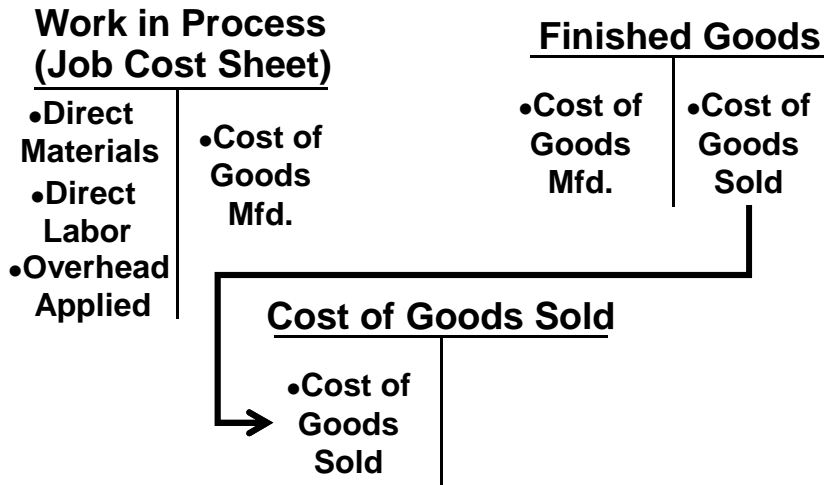 Work in Process
(Job Cost Sheet)
●Direct
Materials
●Direct
Labor
●Overhead
Applied
●Cost of
Goods
Mfd.
Finished Goods
●Cost of
Goods
Mfd.
●Cost of
Goods
Sold
Cost of Goods Sold
●Cost of
Goods
Sold